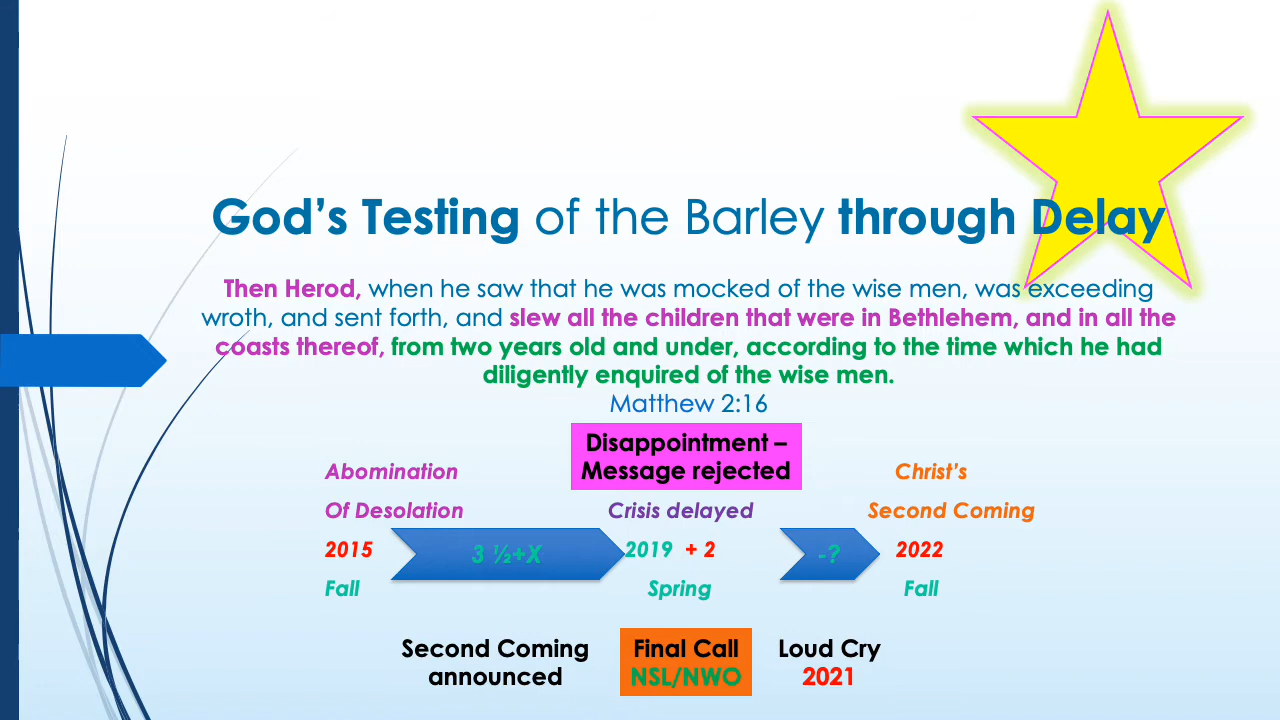 God's Testing of the Barley through Delay
Then Herod, when he saw that he was mocked of the wise men, was exceeding
wroth, and sent forth, and slew all the children that were in Bethlehem, and in all the
coasts thereof, from two years old and under, according to the time which he had
diligently enquired of the wise men.
Matthew 2:16
Disappointment –
Message rejected
Abomination
Of Desolation
2015
Fall
3 ½+X
Crisis delayed
2019 + 2
Spring
-?
Christ's
Second Coming
2022
Fall
Second Coming
announced
Final Call
NSL/NWO
Loud Cry
2021